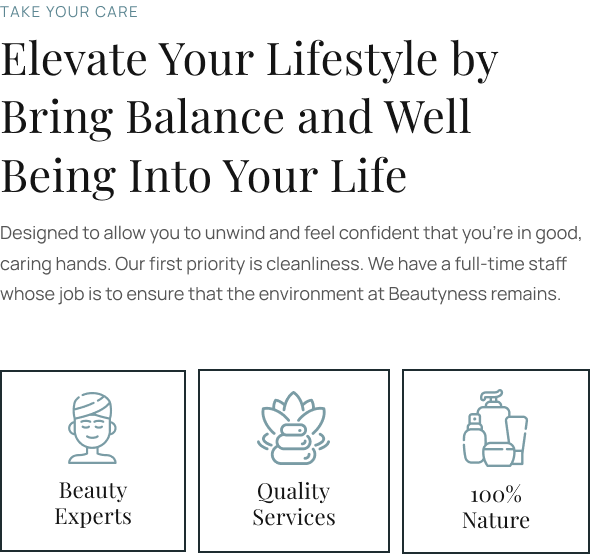 TAKE YOUR CARE
Elevate Your Lifestyle by
Bring Balance and Well
Being Into Your Life
Designed to allow you to unwind and feel confident that you're in good,
caring hands. Our first priority is cleanliness. We have a full-time staff
whose job is to ensure that the environment at Beautyness remains.
Beauty
Experts
Quality
Services
100%
Nature